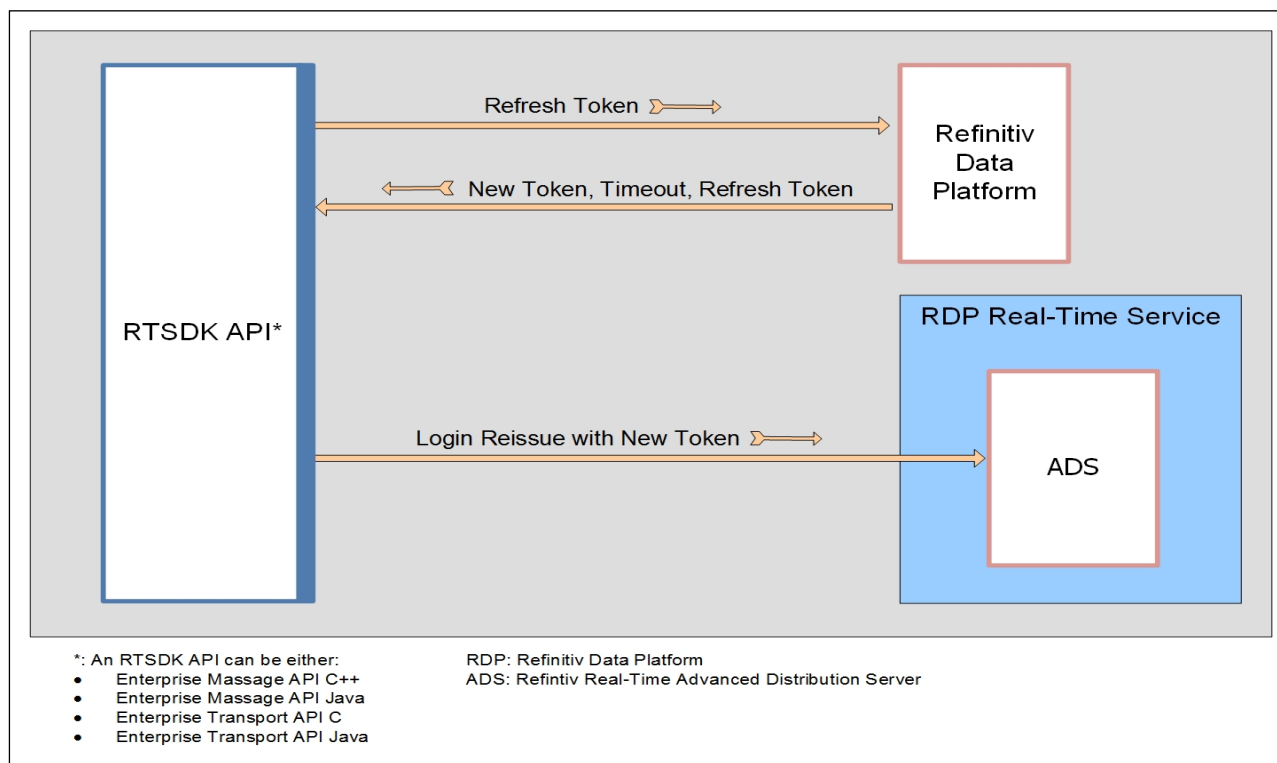 Refresh Token
New Token, Timeout, Refresh Token
Refinitiv
Data
Platform
RTSDK API*
RDP Real-Time Service
Login Reissue with New Token
ADS
*: An RTSDK API can be either:
● Enterprise Massage API C++
● Enterprise Massage API Java
● Enterprise Transport API C
● Enterprise Transport API Java
RDP: Refinitiv Data Platform
ADS: Refintiv Real-Time Advanced Distribution Server